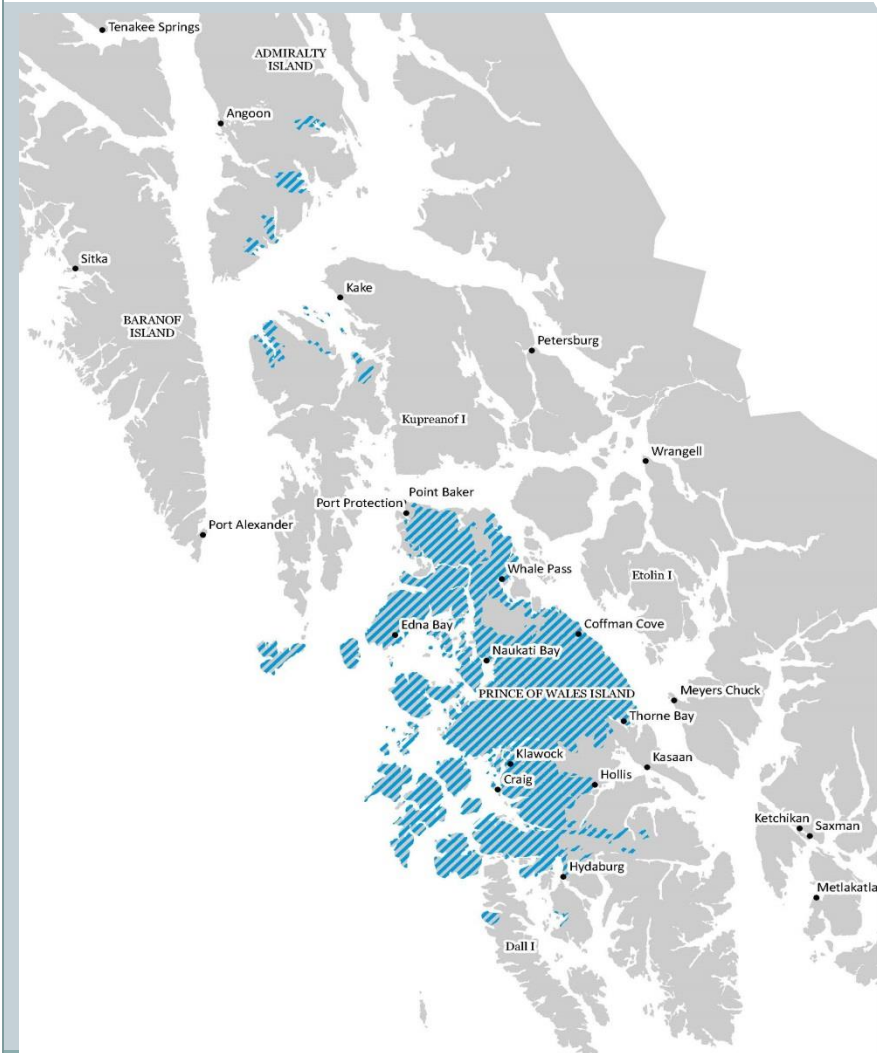 Tenakee Springs
ADMIRALTY
ISLAND
Angoon
Sitka
Kake
BARANOF
ISLAND
Petersburg
Kupreanof I
Wrangell
Point Baker
Port Protection
Port Alexander
Whale Pass
Etolin I
Edna Bay
Coffman Cove
Naukati Bay
PRINCE OF WALES ISLAND
Meyers Chuck
Thorne Bay
Klawock
Kasaan
Craig
Hollis
Ketchikan
Saxman
Hydaburg
Metlakatla
Dall I